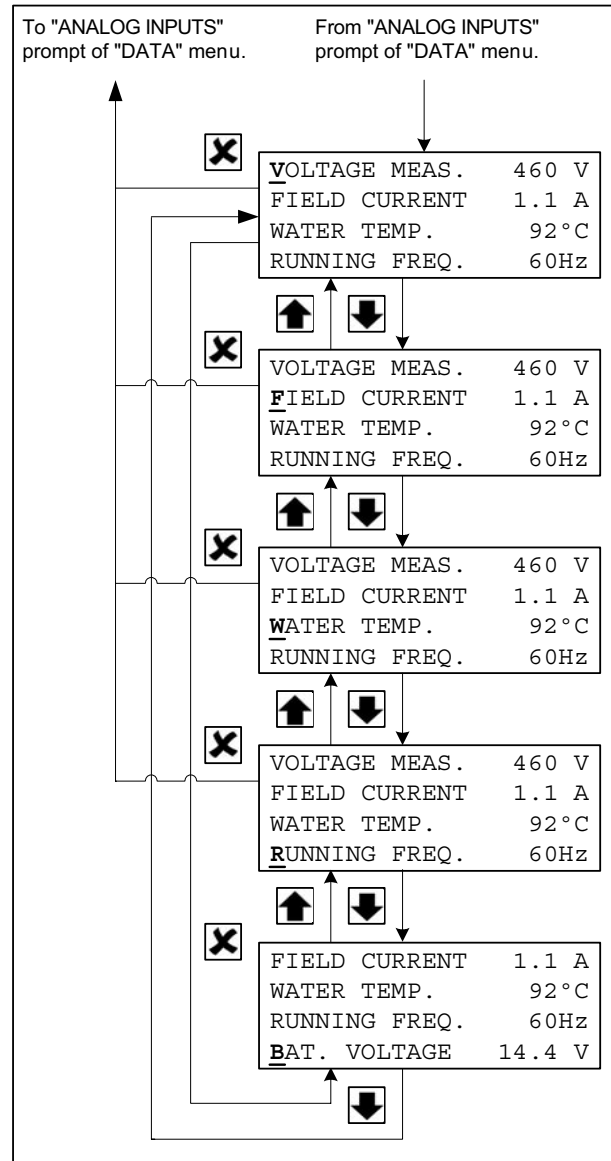 To "ANALOG INPUTS"
prompt of "DATA" menu.
From "ANALOG INPUTS"
prompt of "DATA" menu.
VOLTAGE MEAS. 460 V
FIELD CURRENT 1.1 A
WATER TEMP. 92°C
RUNNING FREQ. 60Hz
VOLTAGE MEAS. 460 V
FIELD CURRENT 1.1 A
WATER TEMP. 92°C
RUNNING FREQ. 60Hz
VOLTAGE MEAS. 460 V
FIELD CURRENT 1.1 A
WATER TEMP. 92°C
RUNNING FREQ. 60Hz
VOLTAGE MEAS. 460 V
FIELD CURRENT 1.1 A
WATER TEMP. 92°C
RUNNING FREQ. 60Hz
FIELD CURRENT 1.1 A
WATER TEMP. 92°C
RUNNING FREQ. 60Hz
BAT. VOLTAGE 14.4 V